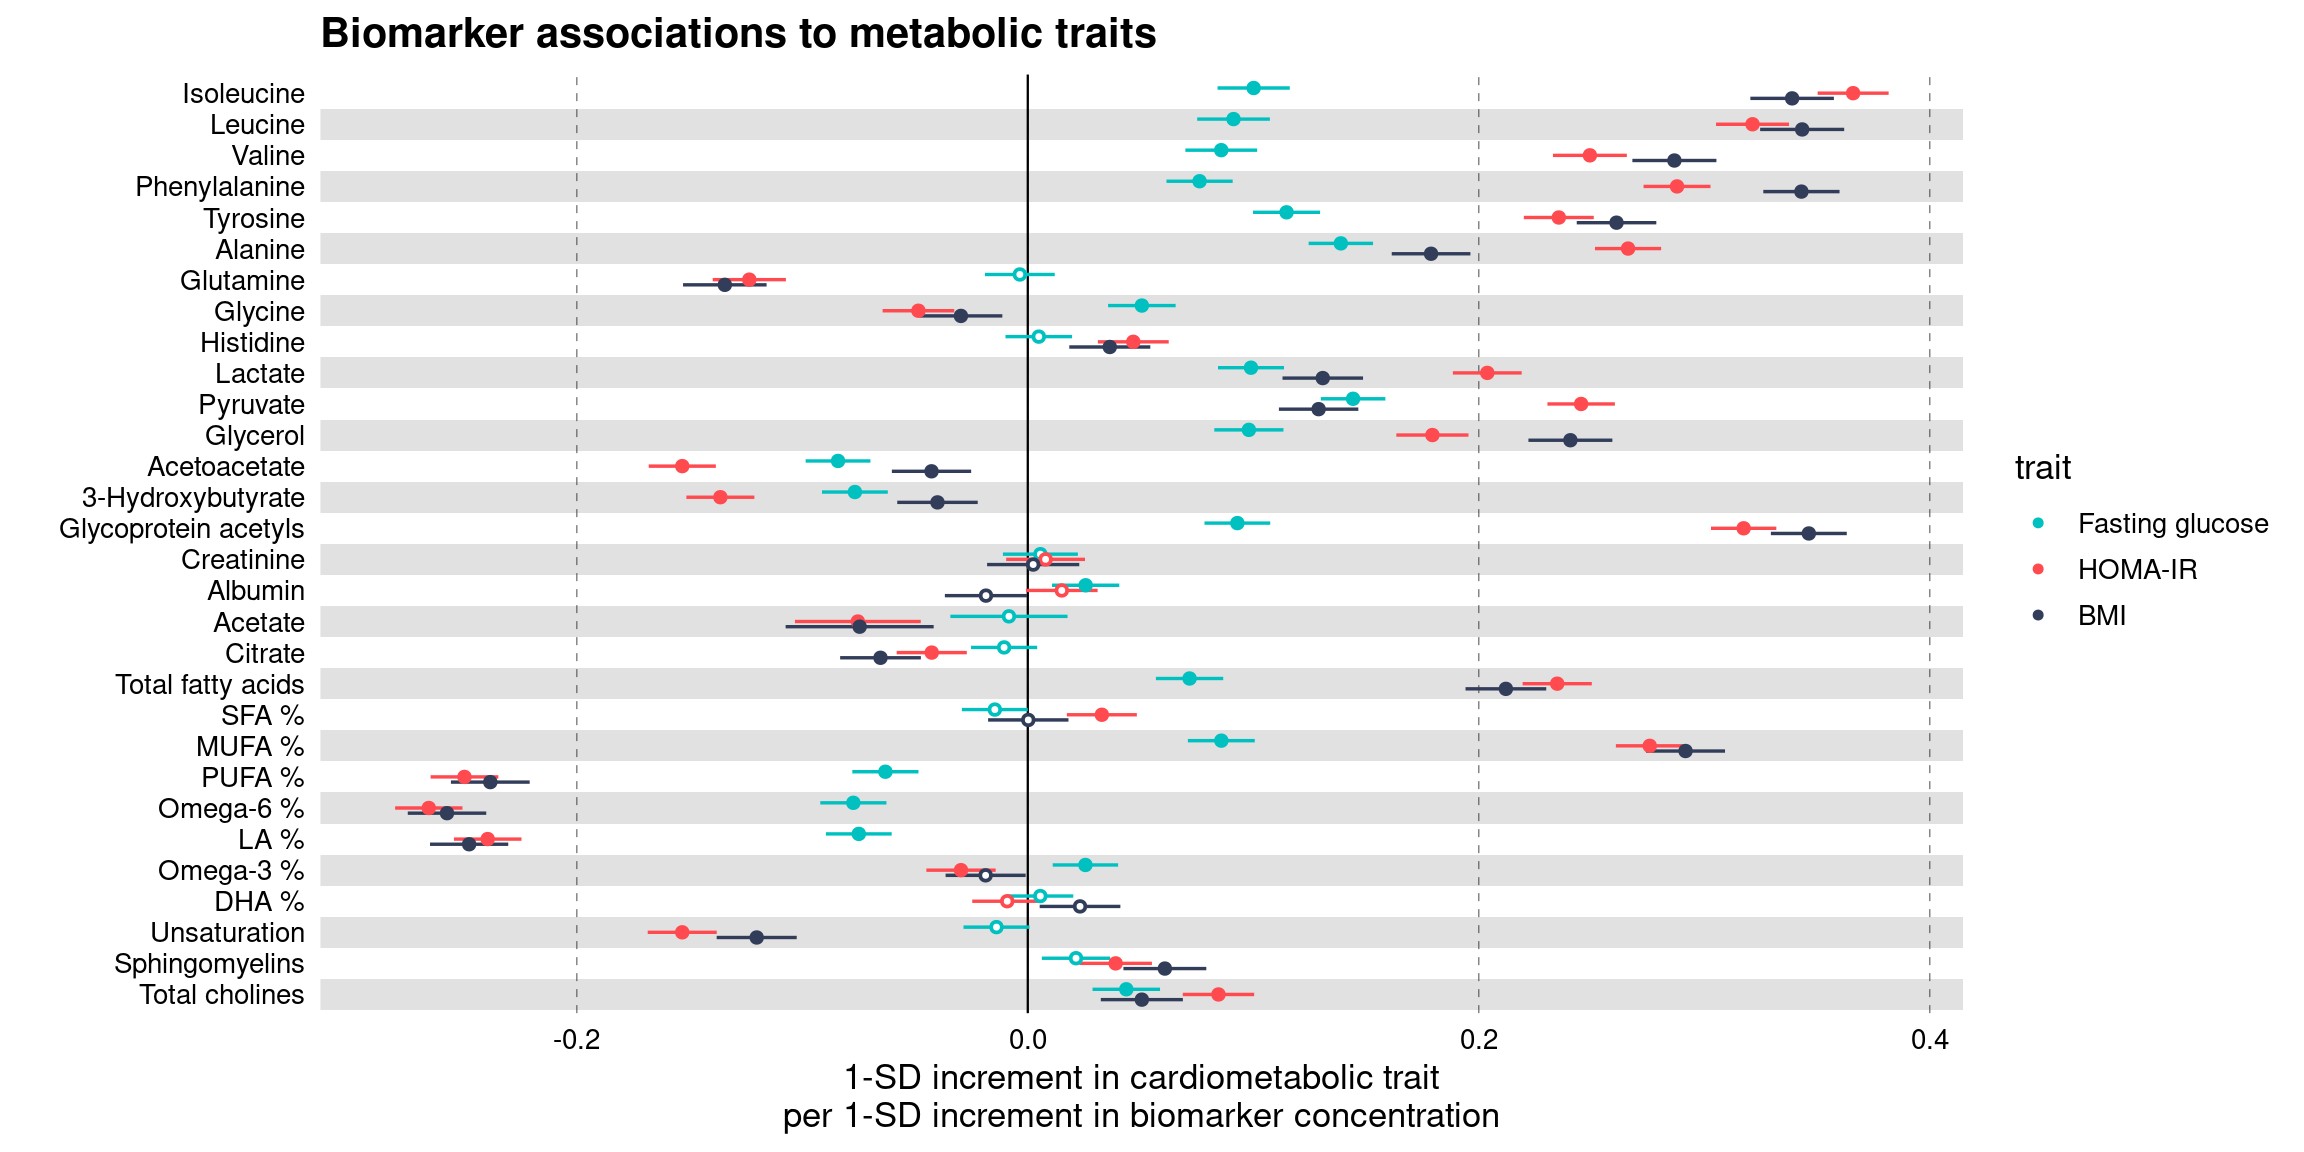 Biomarker associations to metabolic traits
Isoleucine
Leucine
Valine
Phenylalanine
Tyrosine
Alanine
Glutamine
Glycine
Histidine
Lactate
Pyruvate
Glycerol
Acetoacetate
3-Hydroxybutyrate
Glycoprotein acetyls
Creatinine
Albumin
Acetate
Citrate
Total fatty acids
SFA %
MUFA %
PUFA %
Omega-6 %
LA %
Omega-3 %
DHA %
Unsaturation
Sphingomyelins
Total cholines
-0.2 0.0 0.2 0.4
1-SD increment in cardiometabolic trait
per 1-SD increment in biomarker concentration
trait
Fasting glucose
HOMA-IR
BMI